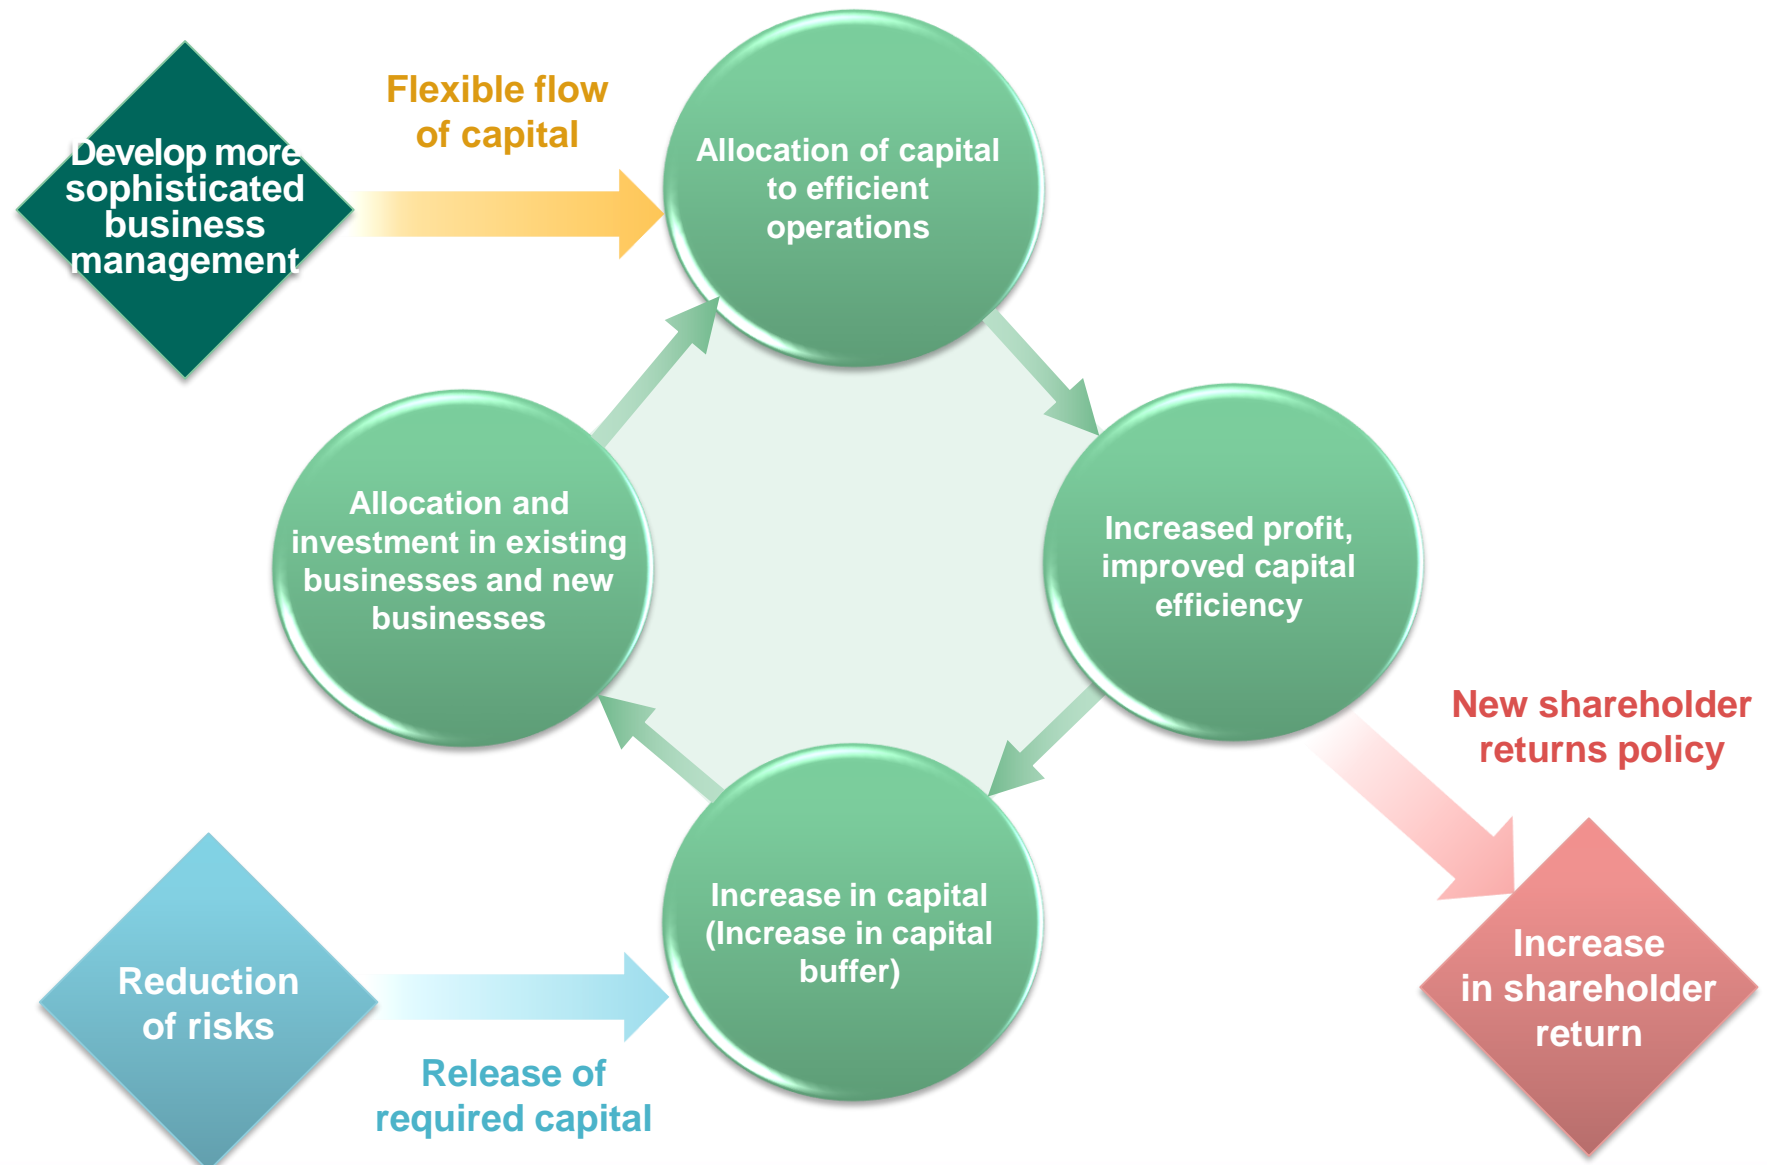 Develop more
sophisticated
business
management
Flexible flow
of capital
Allocation of capital
to efficient
operations
Allocation and
investment in existing
businesses and new
businesses
Increased profit,
improved capital
efficiency
New shareholder
returns policy
Increase in capital
(Increase in capital
buffer)
Reduction
of risks
Release of
required capital
Increase
in shareholder
return